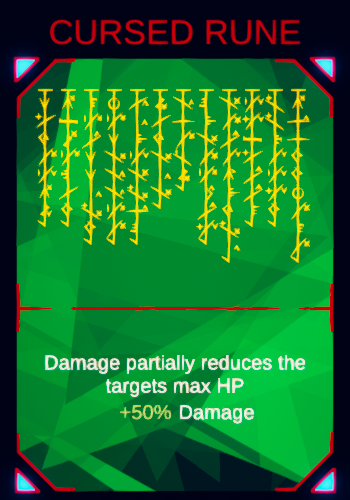 CURSED RUNE
Damage partially reduces the
targets max HP
+50% Damage